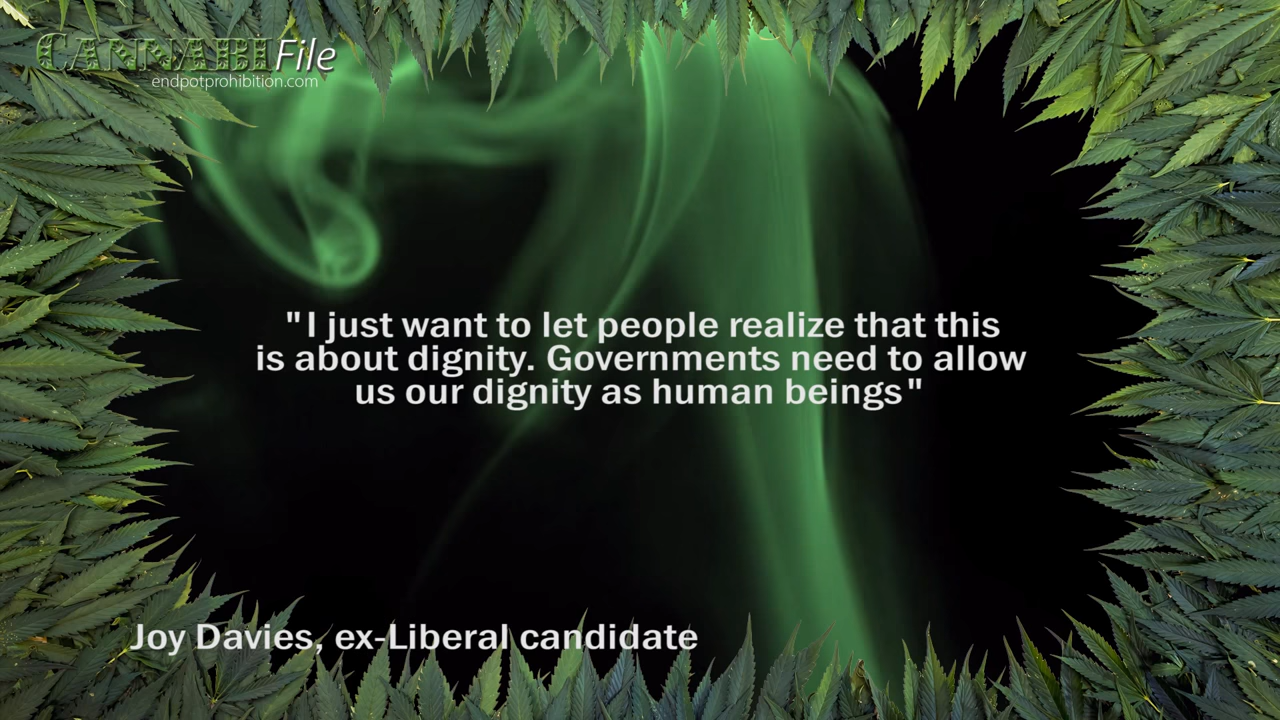 CANNABIFile
endpotprohibition.com
"I just want to let people realize that this
is about dignity. Governments need to allow
us our dignity as human beings"
Joy Davies, ex-Liberal candidate